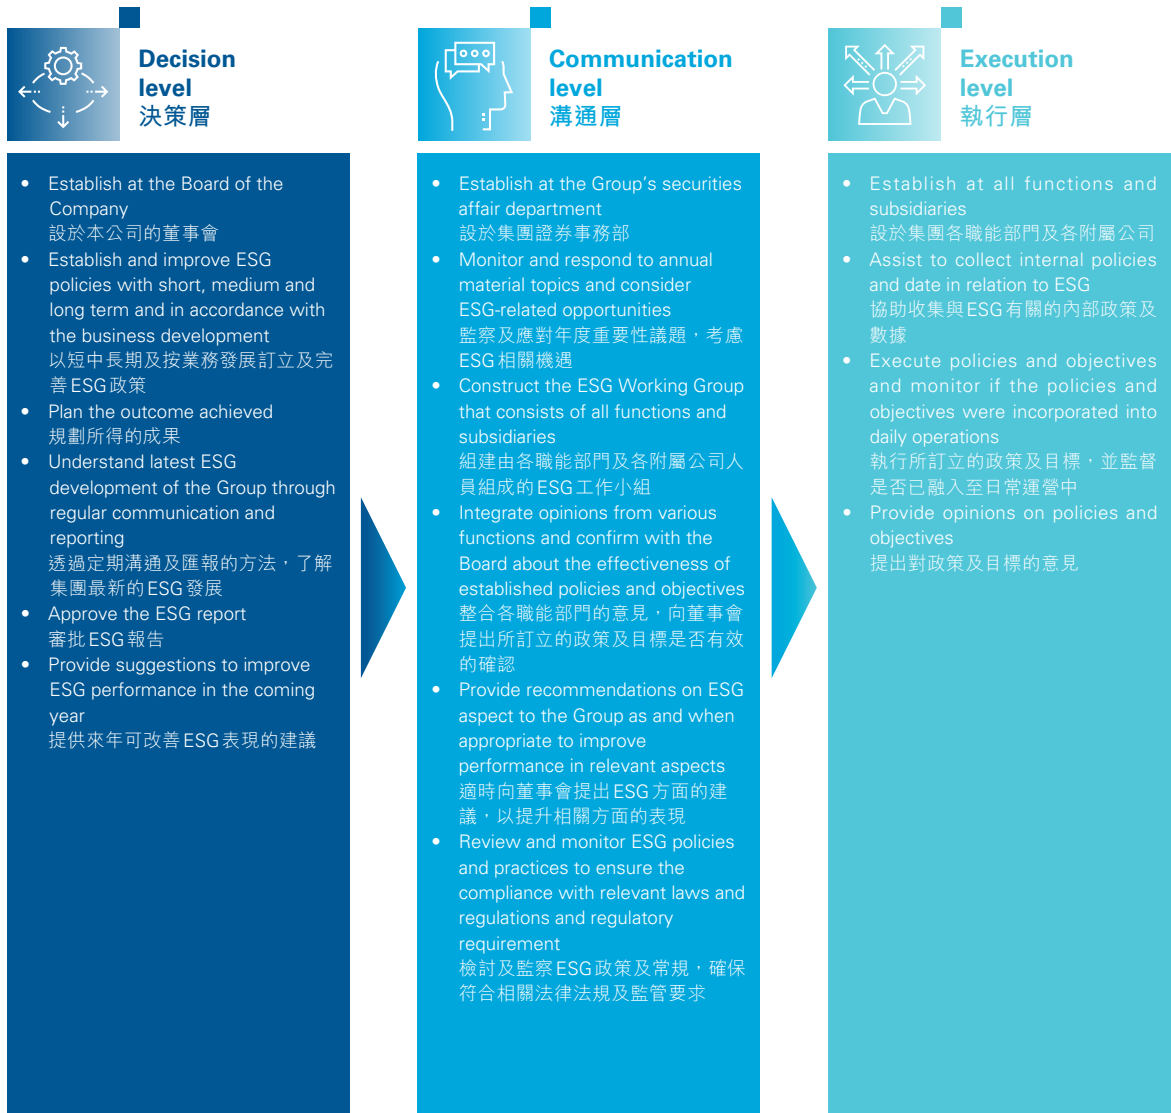 Decision
level
決策層
• Establish at the Board of the
Company
設於本公司的董事會
• Establish and improve ESG
policies with short, medium and
long term and in accordance with
the business development
以短中長期及按業務發展訂立及完
善ESG政策
• Plan the outcome achieved
規劃所得的成果
• Understand latest ESG
development of the Group through
regular communication and
reporting
透過定期溝通及匯報的方法，了解
集團最新的ESG發展
• Approve the ESG report
審批ESG報告
• Provide suggestions to improve
ESG performance in the coming
year
提供來年可改善ESG表現的建議
Communication
level
溝通層
• Establish at the Group's securities
affair department
設於集團證券事務部
• Monitor and respond to annual
material topics and consider
ESG-related opportunities
監察及應對年度重要性議題，考慮
ESG相關機遇
• Construct the ESG Working Group
that consists of all functions and
subsidiaries
組建由各職能部門及各附屬公司人
員組成的ESG工作小組
• Integrate opinions from various
functions and confirm with the
Board about the effectiveness of
established policies and objectives
整合各職能部門的意見，向董事會
提出所訂立的政策及目標是否有效
的確認
• Provide recommendations on ESG
aspect to the Group as and when
appropriate to improve
performance in relevant aspects
適時向董事會提出ESG方面的建
議，以提升相關方面的表現
• Review and monitor ESG policies
and practices to ensure the
compliance with relevant laws and
regulations and regulatory
requirement
檢討及監察ESG政策及常規，確保
符合相關法律法規及監管要求
Execution
level
執行層
• Establish at all functions and
subsidiaries
設於集團各職能部門及各附屬公司
• Assist to collect internal policies
and date in relation to ESG
協助收集與ESG有關的內部政策及
數據
• Execute policies and objectives
and monitor if the policies and
objectives were incorporated into
daily operations
執行所訂立的政策及目標，並監督
是否已融入至日常運營中
• Provide opinions on policies and
objectives
提出對政策及目標的意見